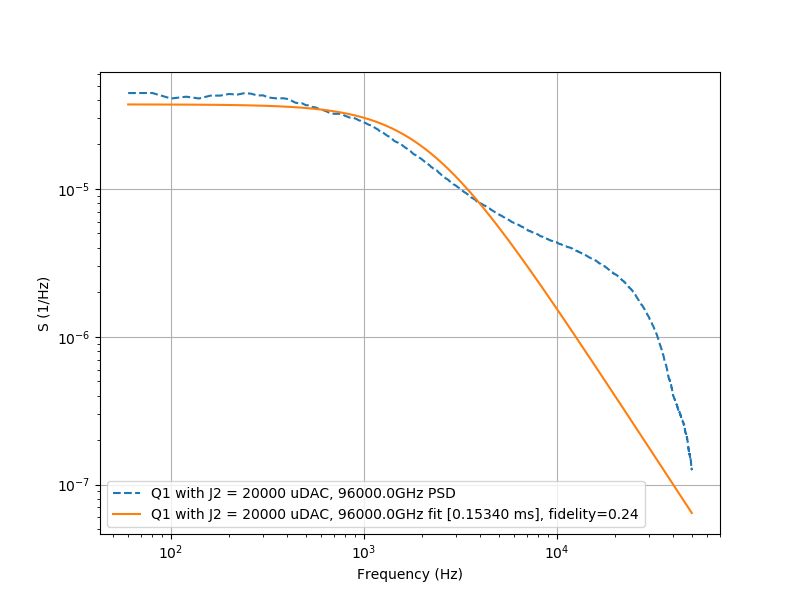 S (1/Hz)
10⁻⁵
10⁻⁶
10⁻⁷
Q1 with J2 = 20000 uDAC, 96000.0GHz PSD
Q1 with J2 = 20000 uDAC, 96000.0GHz fit [0.15340 ms], fidelity=0.24
10² 10³ 10⁴
Frequency (Hz)